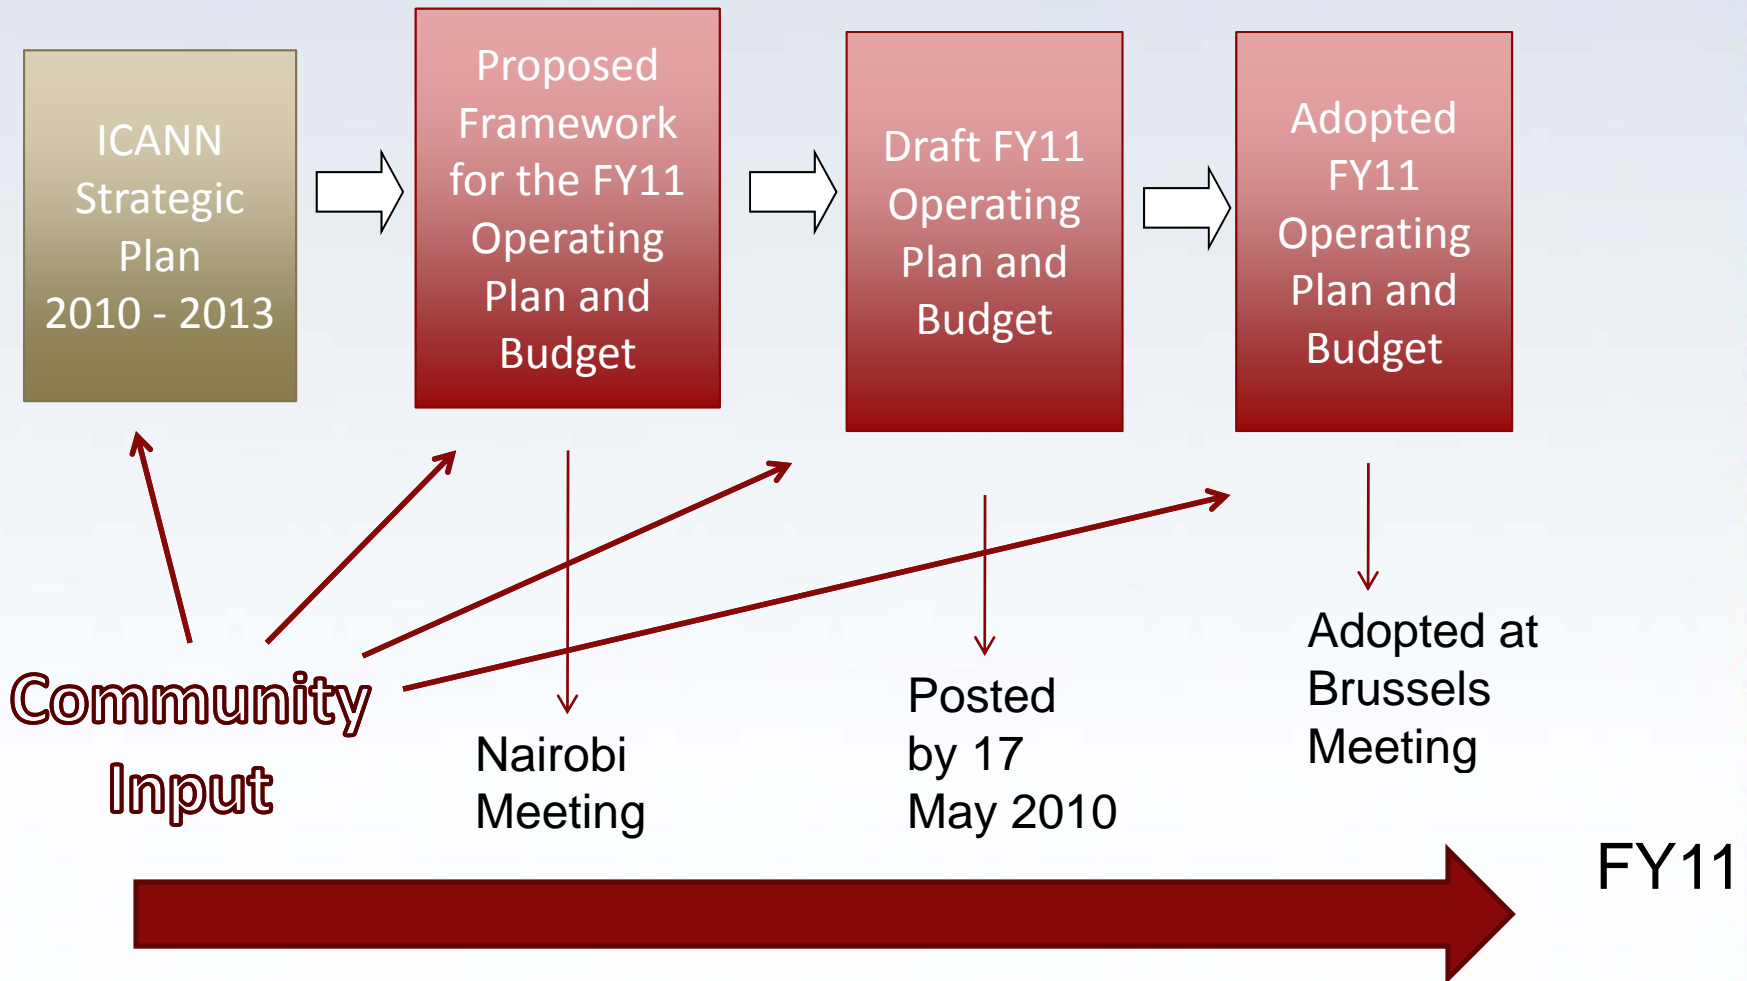 ICANN
Strategic
Plan
2010 - 2013
Proposed
Framework
for the FY11
Operating
Plan and
Budget
Draft FY11
Operating
Plan and
Budget
Adopted
FY11
Operating
Plan and
Budget
Community
Input
Nairobi
Meeting
Posted
by 17
May 2010
Adopted at
Brussels
Meeting
FY11